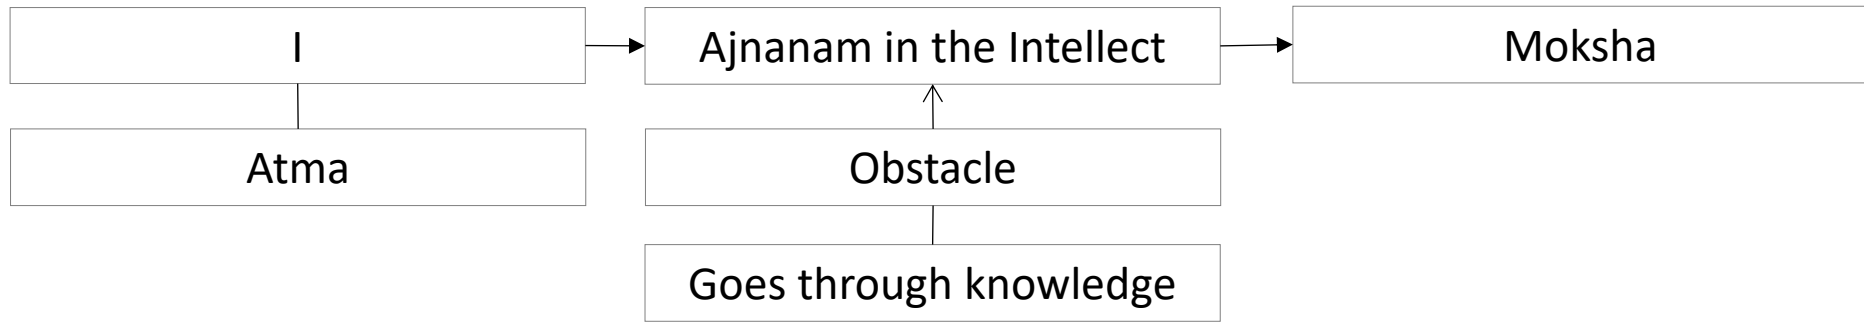 I
Ajnanam in the Intellect
Moksha
Atma
Obstacle
Goes through knowledge